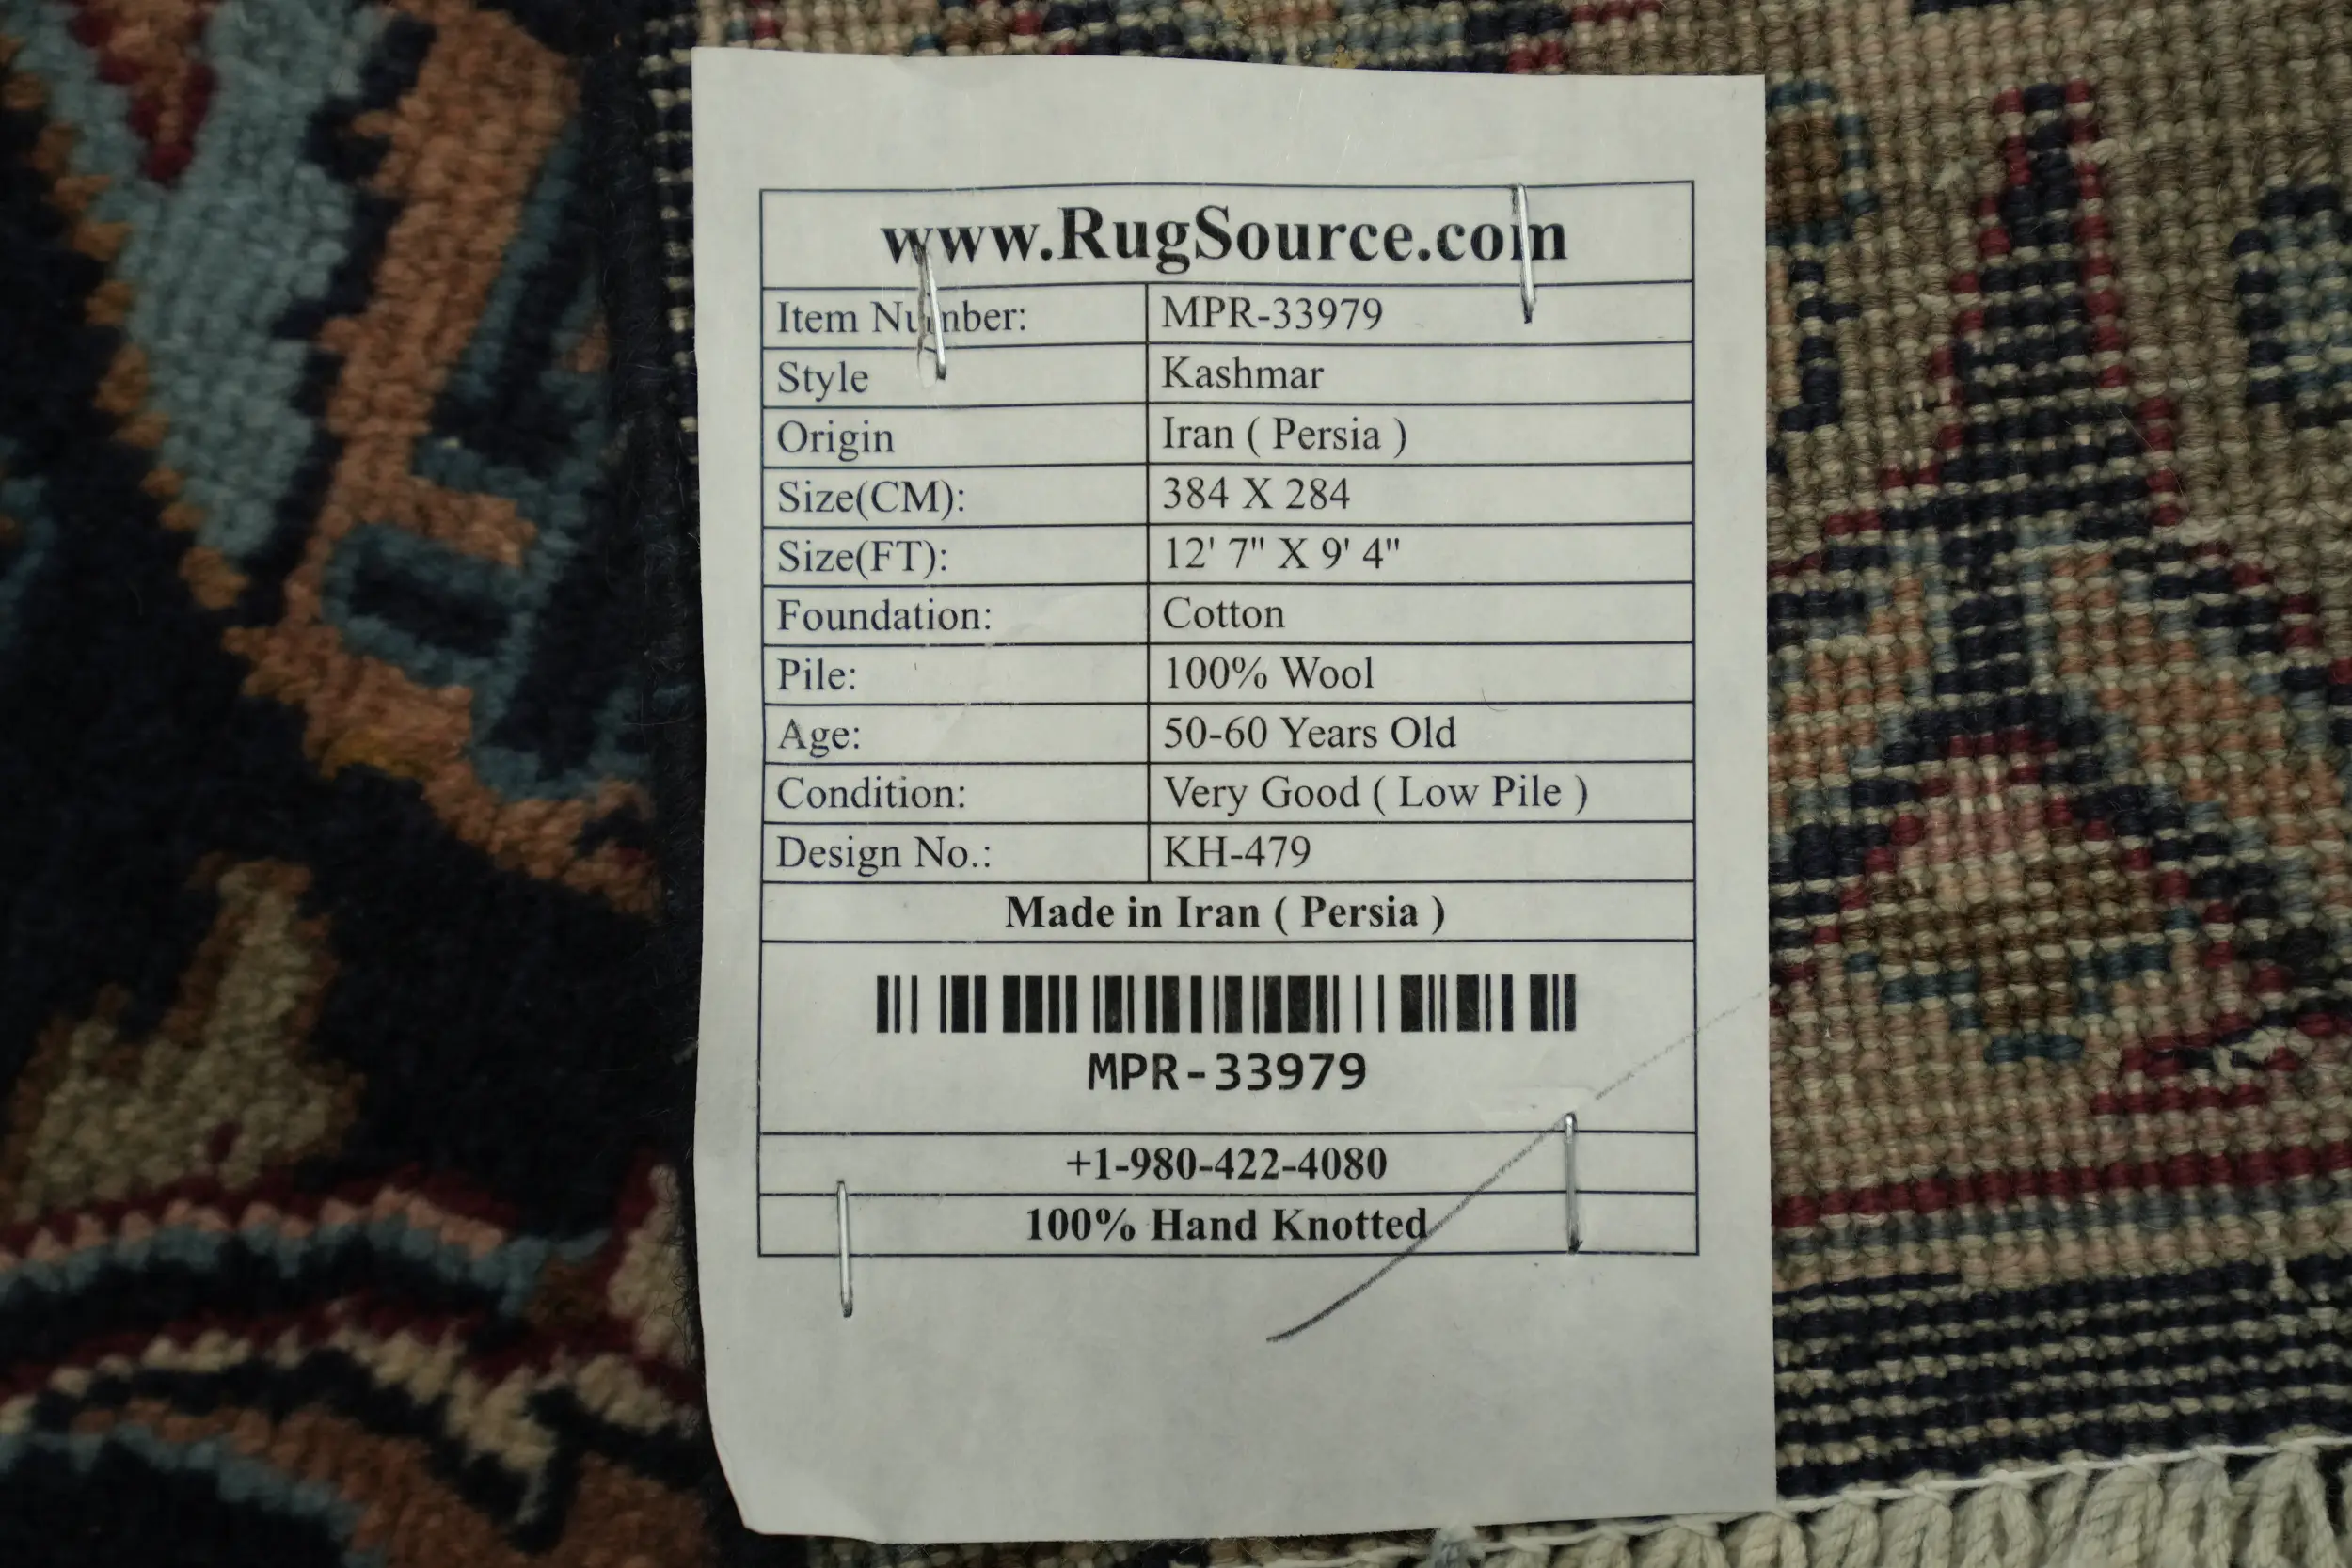 www.RugSource.com
Item Number: MPR-33979
Style Kashmar
Origin Iran ( Persia )
Size(CM): 384 X 284
Size(FT): 12' 7" X 9' 4"
Foundation: Cotton
Pile: 100% Wool
Age: 50-60 Years Old
Condition: Very Good ( Low Pile )
Design No.: KH-479
Made in Iran ( Persia )
MPR-33979
+1-980-422-4080
100% Hand Knotted